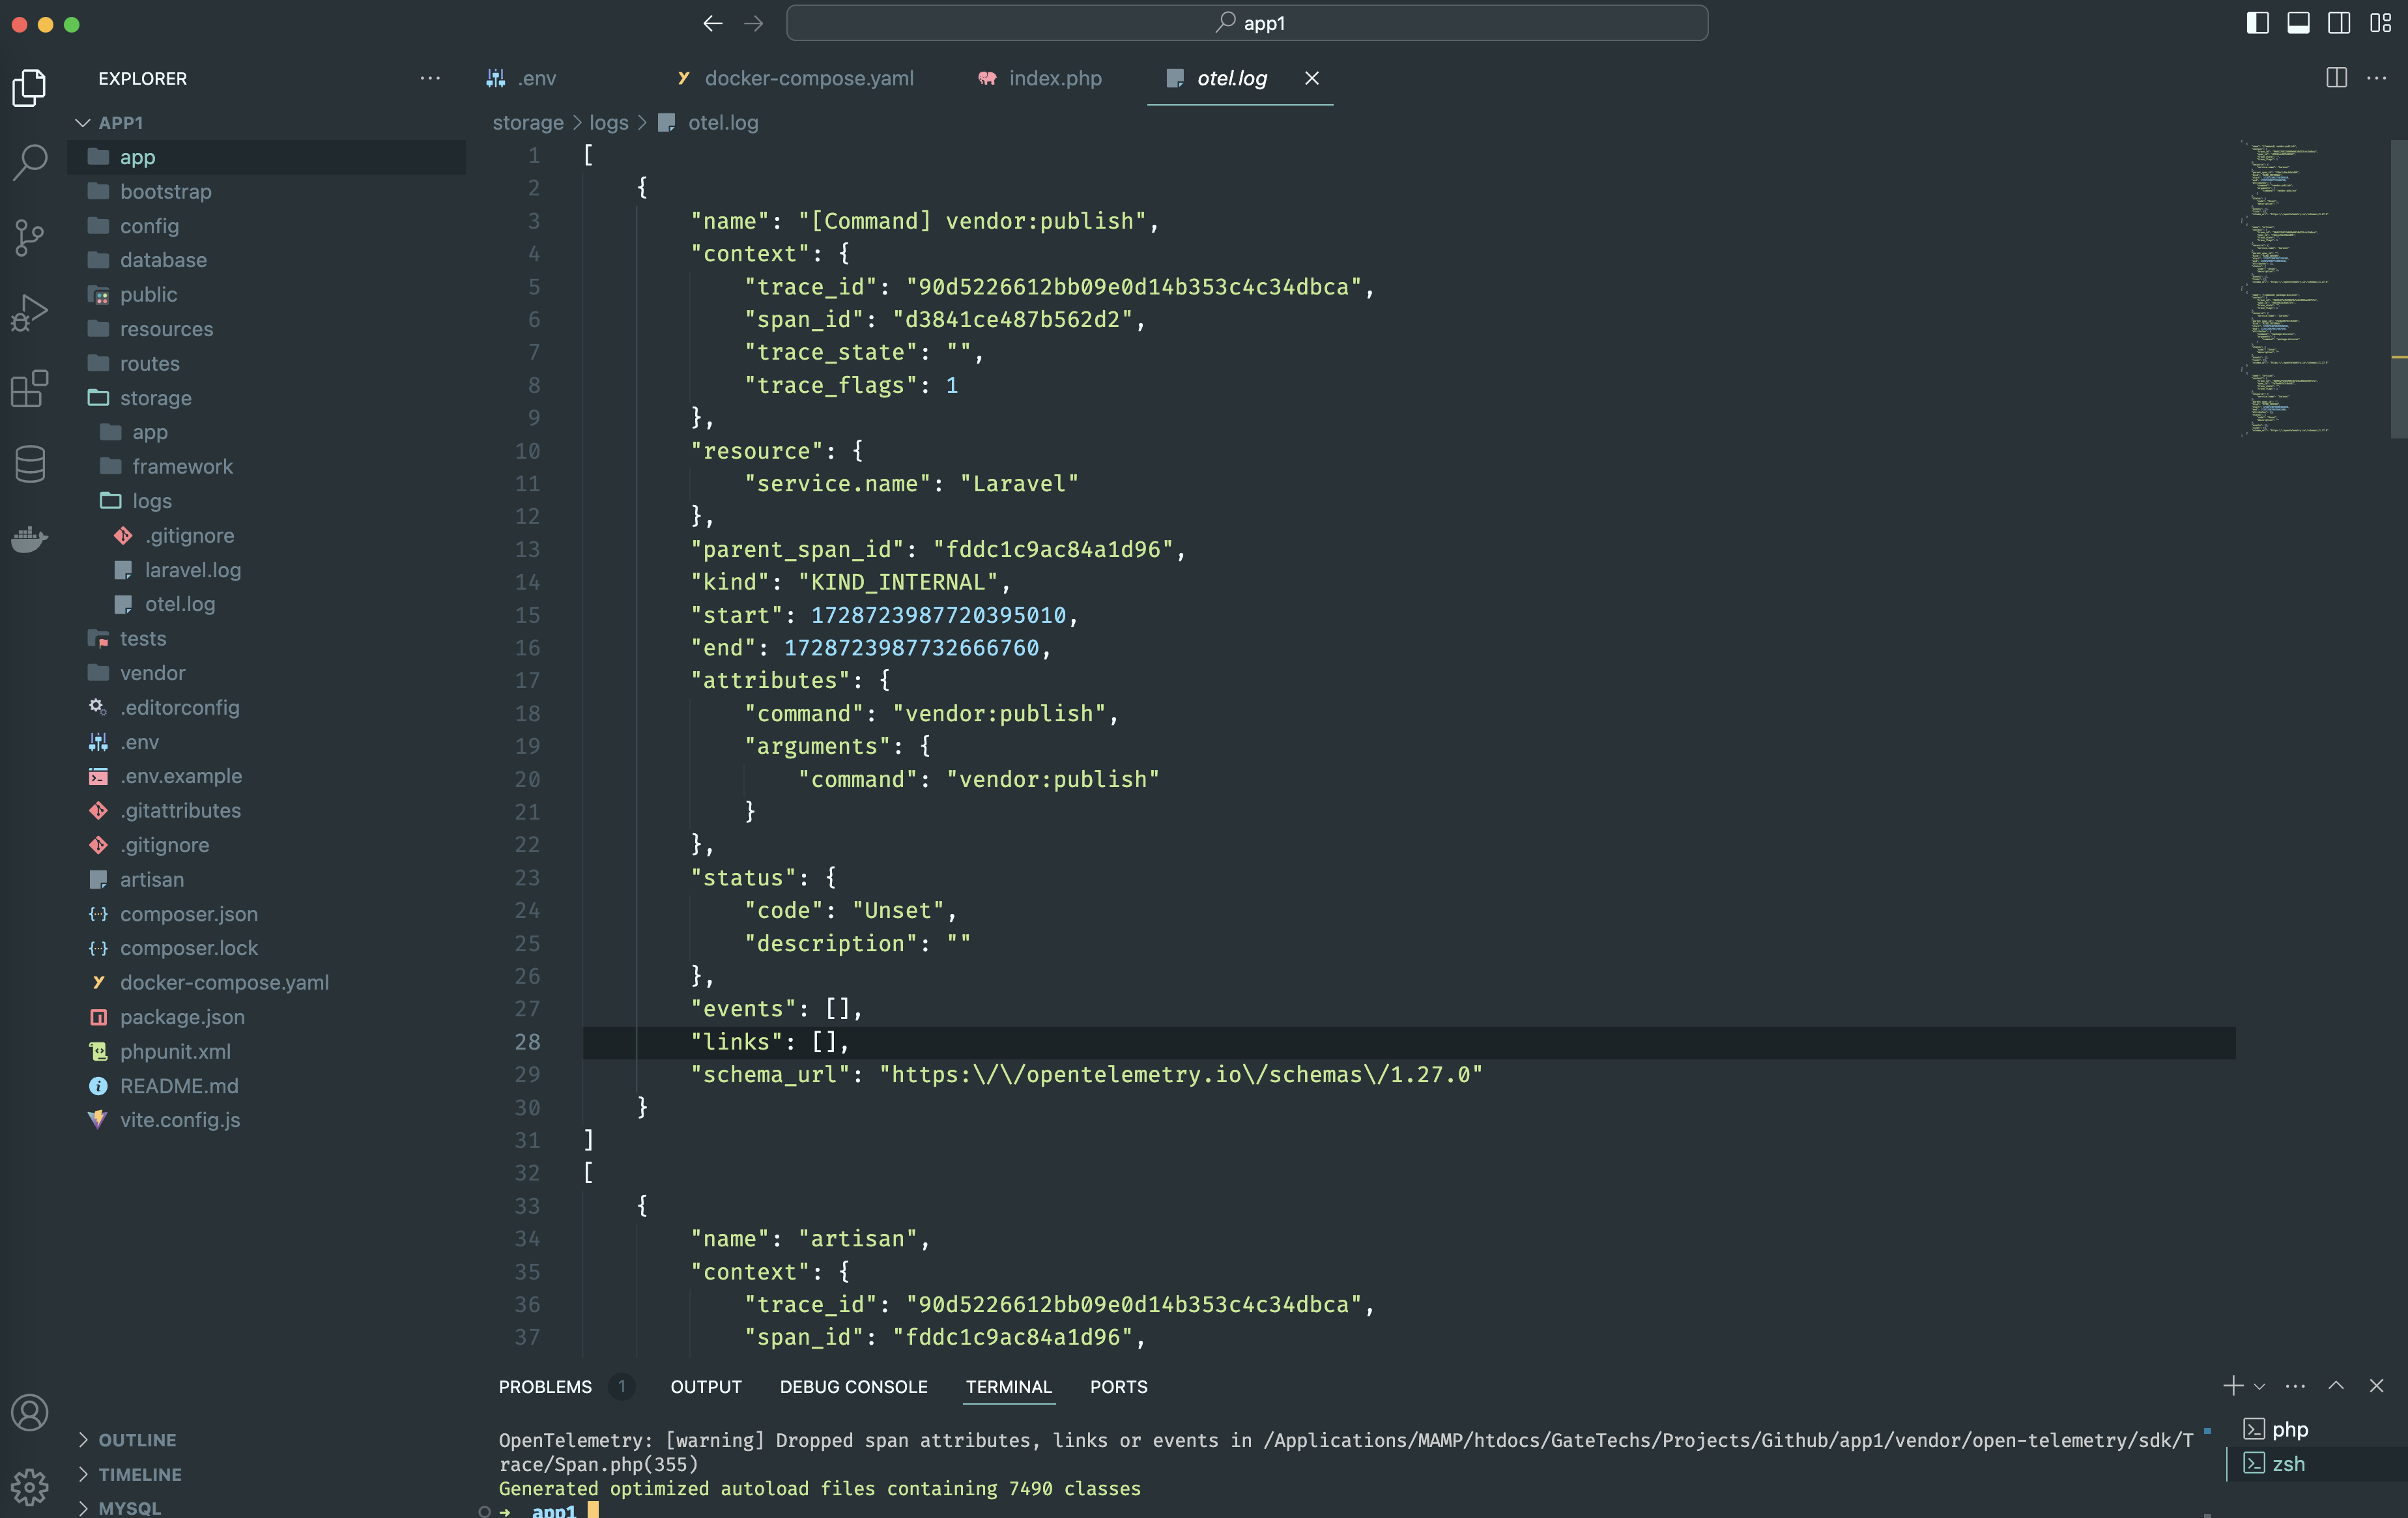 app1
EXPLORER
APP1
app
bootstrap
config
database
public
resources
routes
storage
app
framework
logs
.gitignore
laravel.log
otel.log
tests
vendor
.editorconfig
.env
.env.example
.gitattributes
.gitignore
artisan
composer.json
composer.lock
docker-compose.yaml
package.json
phpunit.xml
README.md
vite.config.js
OUTLINE
TIMELINE
MYSQL
.env docker-compose.yaml index.php otel.log
storage > logs > otel.log
1 [
2 {
3 "name": "[Command] vendor:publish",
4 "context": {
5 "trace_id": "90d5226612bb09e0d14b353c4c34dbca",
6 "span_id": "d3841ce487b562d2",
7 "trace_state": "",
8 "trace_flags": 1
9 },
10 "resource": {
11 "service.name": "Laravel"
12 },
13 "parent_span_id": "fddc1c9ac84a1d96",
14 "kind": "KIND_INTERNAL",
15 "start": 1728723987720395010,
16 "end": 1728723987732666760,
17 "attributes": {
18 "command": "vendor:publish",
19 "arguments": {
20 "command": "vendor:publish"
21 }
22 },
23 "status": {
24 "code": "Unset",
25 "description": ""
26 },
27 "events": [],
28 "links": [],
29 "schema_url": "https:\/\/opentelemetry.io\/schemas\/1.27.0"
30 }
31 ]
32 [
33 {
34 "name": "artisan",
35 "context": {
36 "trace_id": "90d5226612bb09e0d14b353c4c34dbca",
37 "span_id": "fddc1c9ac84a1d96",
PROBLEMS 1 OUTPUT DEBUG CONSOLE TERMINAL PORTS
OpenTelemetry: [warning] Dropped span attributes, links or events in /Applications/MAMP/htdocs/GateTechs/Projects/Github/app1/vendor/open-telemetry/sdk/T
race/Span.php(355)
Generated optimized autoload files containing 7490 classes
→ app1
php
zsh